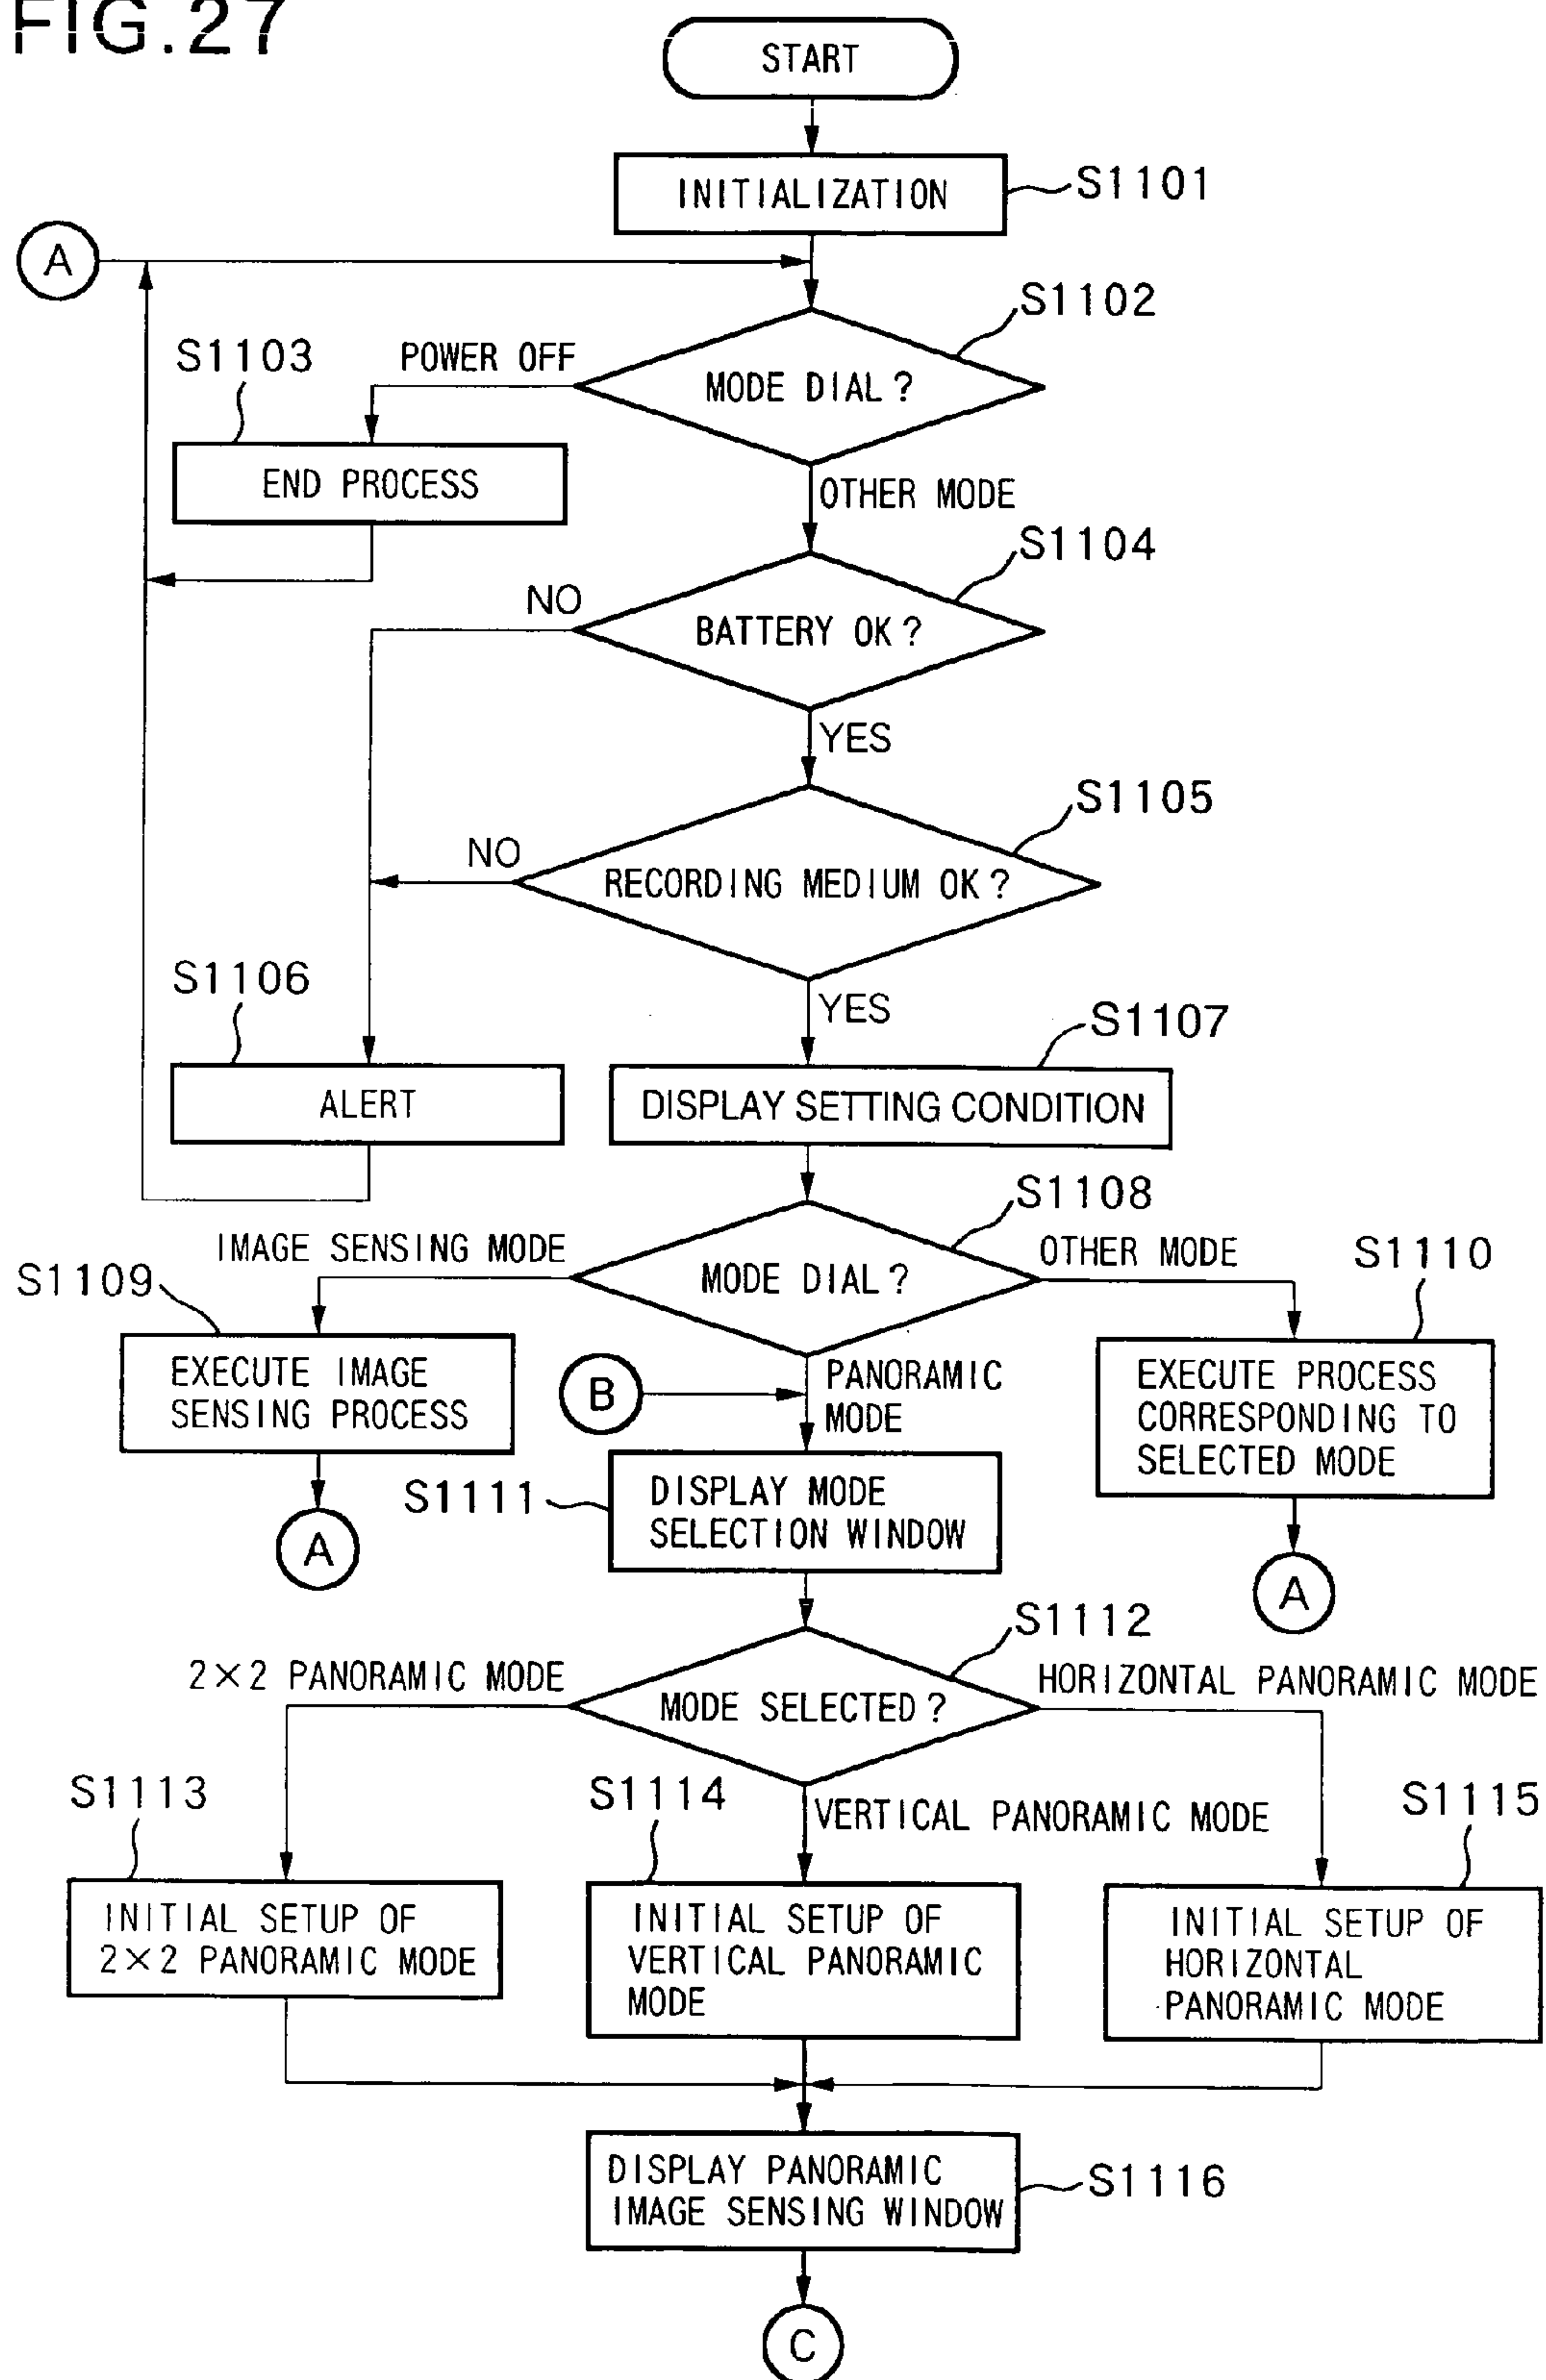 FIG.27
START
INITIALIZATION
S1101
A
S1102
S1103
POWER OFF
MODE DIAL?
END PROCESS
OTHER MODE
S1104
NO
BATTERY OK?
YES
S1105
NO
RECORDING MEDIUM OK?
S1106
YES
S1107
ALERT
DISPLAY SETTING CONDITION
S1108
IMAGE SENSING MODE
OTHER MODE
S1110
S1109
MODE DIAL?
EXECUTE IMAGE
SENSING PROCESS
B
PANORAMIC
MODE
EXECUTE PROCESS
CORRESPONDING TO
SELECTED MODE
S1111
DISPLAY MODE
SELECTION WINDOW
A
A
S1112
2×2 PANORAMIC MODE
HORIZONTAL PANORAMIC MODE
MODE SELECTED?
S1113
S1114
VERTICAL PANORAMIC MODE
S1115
INITIAL SETUP OF
2×2 PANORAMIC MODE
INITIAL SETUP OF
VERTICAL PANORAMIC
MODE
INITIAL SETUP OF
HORIZONTAL
PANORAMIC MODE
DISPLAY PANORAMIC
IMAGE SENSING WINDOW
S1116
C